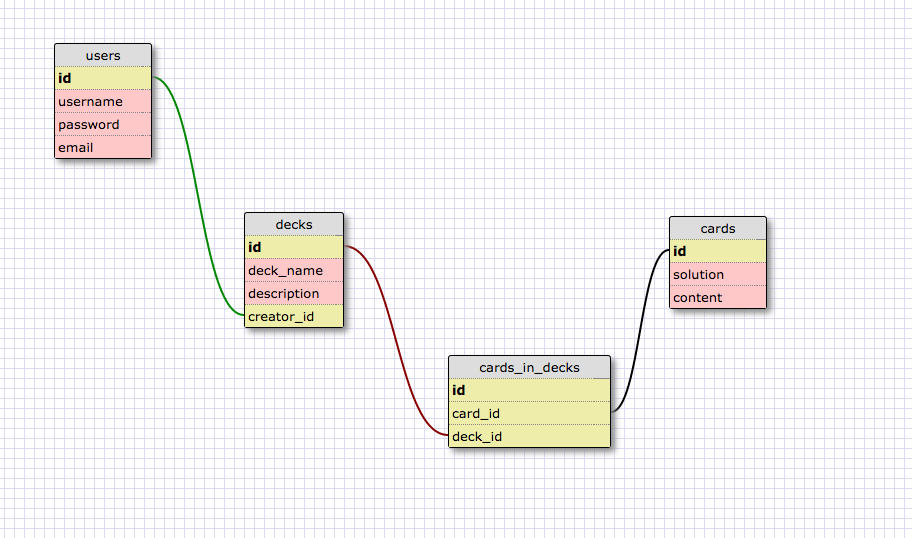 users
id
username
password
email
decks
id
deck_name
description
creator_id
cards
id
solution
content
cards_in_decks
id
card_id
deck_id